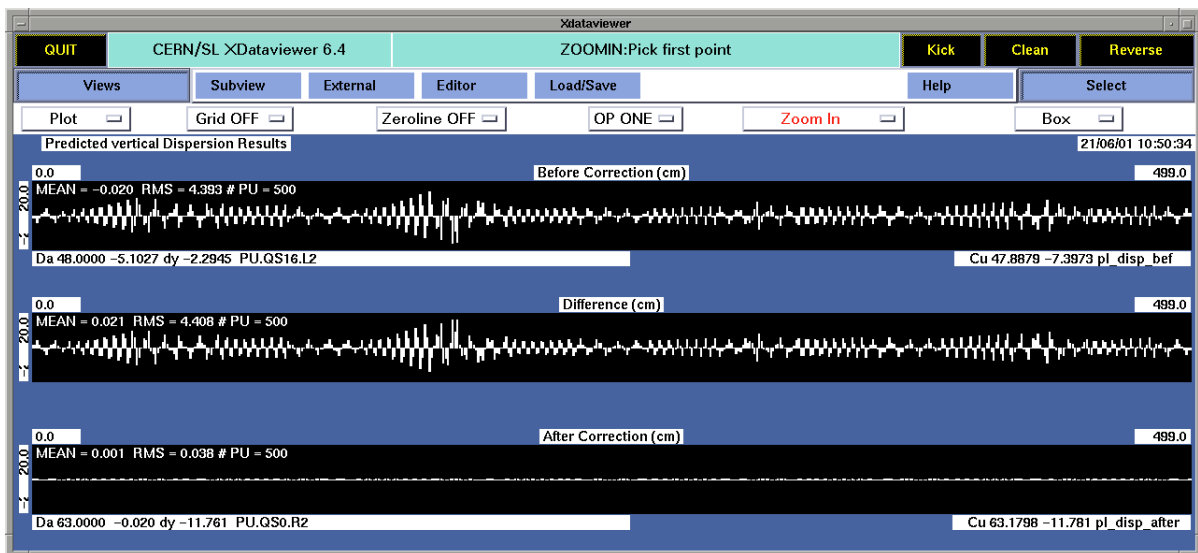 Xdataviewer
QUIT CERN/SL XDataviewer 6.4 ZOOMIN:Pick first point Kick Clean Reverse
Views Subview External Editor Load/Save Help Select
Plot Grid OFF Zeroline OFF OP ONE Zoom In Box
Predicted vertical Dispersion Results 21/06/01 10:50:34
0.0 Before Correction (cm) 499.0
20.0
MEAN = -0.020 RMS = 4.393 # PU = 500
Da 48.0000 -5.1027 dy -2.2945 PU.QS16.L2 Cu 47.8879 -7.3973 pl_disp_bef
0.0 Difference (cm) 499.0
20.0
MEAN = 0.021 RMS = 4.408 # PU = 500
0.0 After Correction (cm) 499.0
20.0
MEAN = 0.001 RMS = 0.038 # PU = 500
Da 63.0000 -0.020 dy -11.761 PU.QS0.R2 Cu 63.1798 -11.781 pl_disp_after